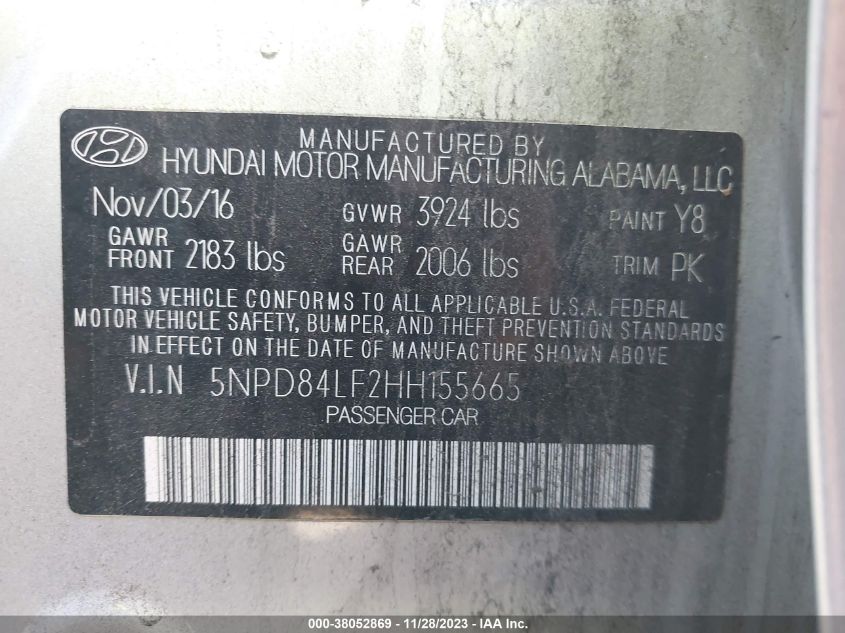 MANUFACTURED BY
HYUNDAI MOTOR MANUFACTURING ALABAMA, LLC
Nov/03/16 GVWR 3924 lbs PAINT Y8
GAWR FRONT 2183 lbs GAWR REAR 2006 lbs TRIM PK
THIS VEHICLE CONFORMS TO ALL APPLICABLE U.S.A. FEDERAL
MOTOR VEHICLE SAFETY, BUMPER, AND THEFT PREVENTION STANDARDS
IN EFFECT ON THE DATE OF MANUFACTURE SHOWN ABOVE.
V.I.N 5NPD84LF2HH155665
PASSENGER CAR
000-38052869 - 11/28/2023 - IAA Inc.